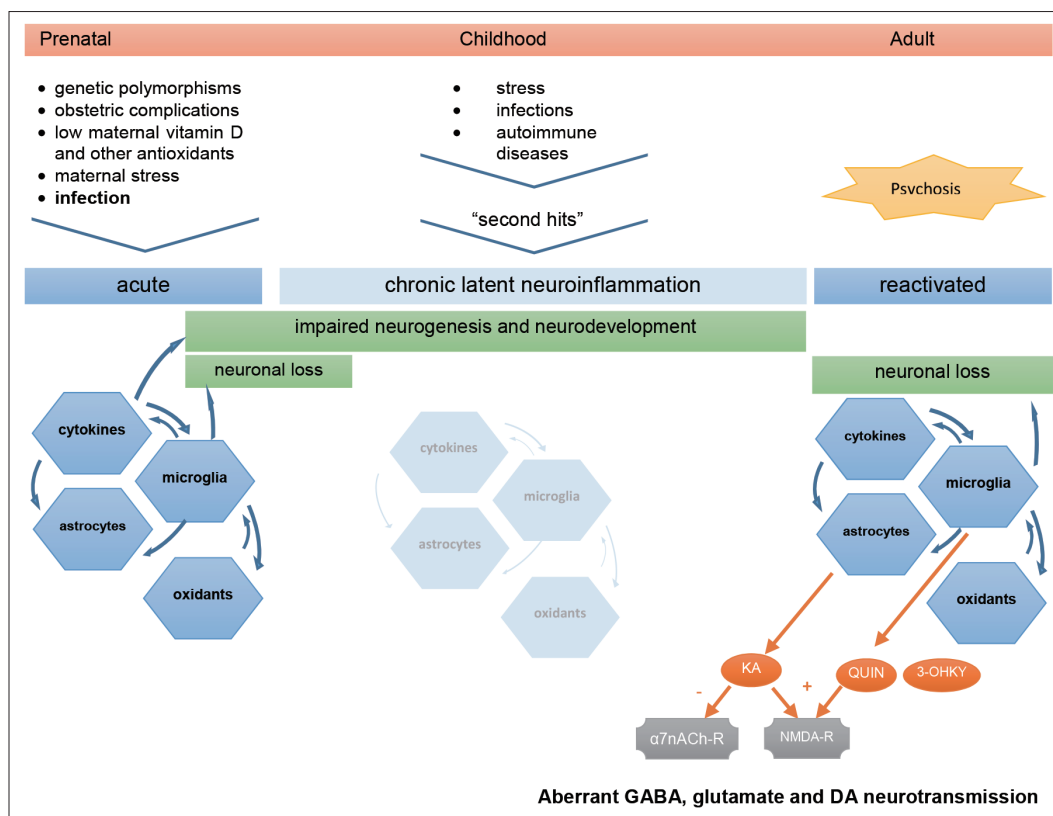 Prenatal
Childhood
Adult
• genetic polymorphisms
• obstetric complications
• low maternal vitamin D
and other antioxidants
• maternal stress
• infection
• stress
• infections
• autoimmune
diseases
Psvchosis
"second hits"
acute
chronic latent neuroinflammation
reactivated
impaired neurogenesis and neurodevelopment
neuronal loss
neuronal loss
cytokines
microglia
astrocytes
oxidants
cytokines
microglia
astrocytes
oxidants
cytokines
microglia
astrocytes
oxidants
KA
QUIN
3-OHKY
-
+
α7nACh-R
NMDA-R
Aberrant GABA, glutamate and DA neurotransmission